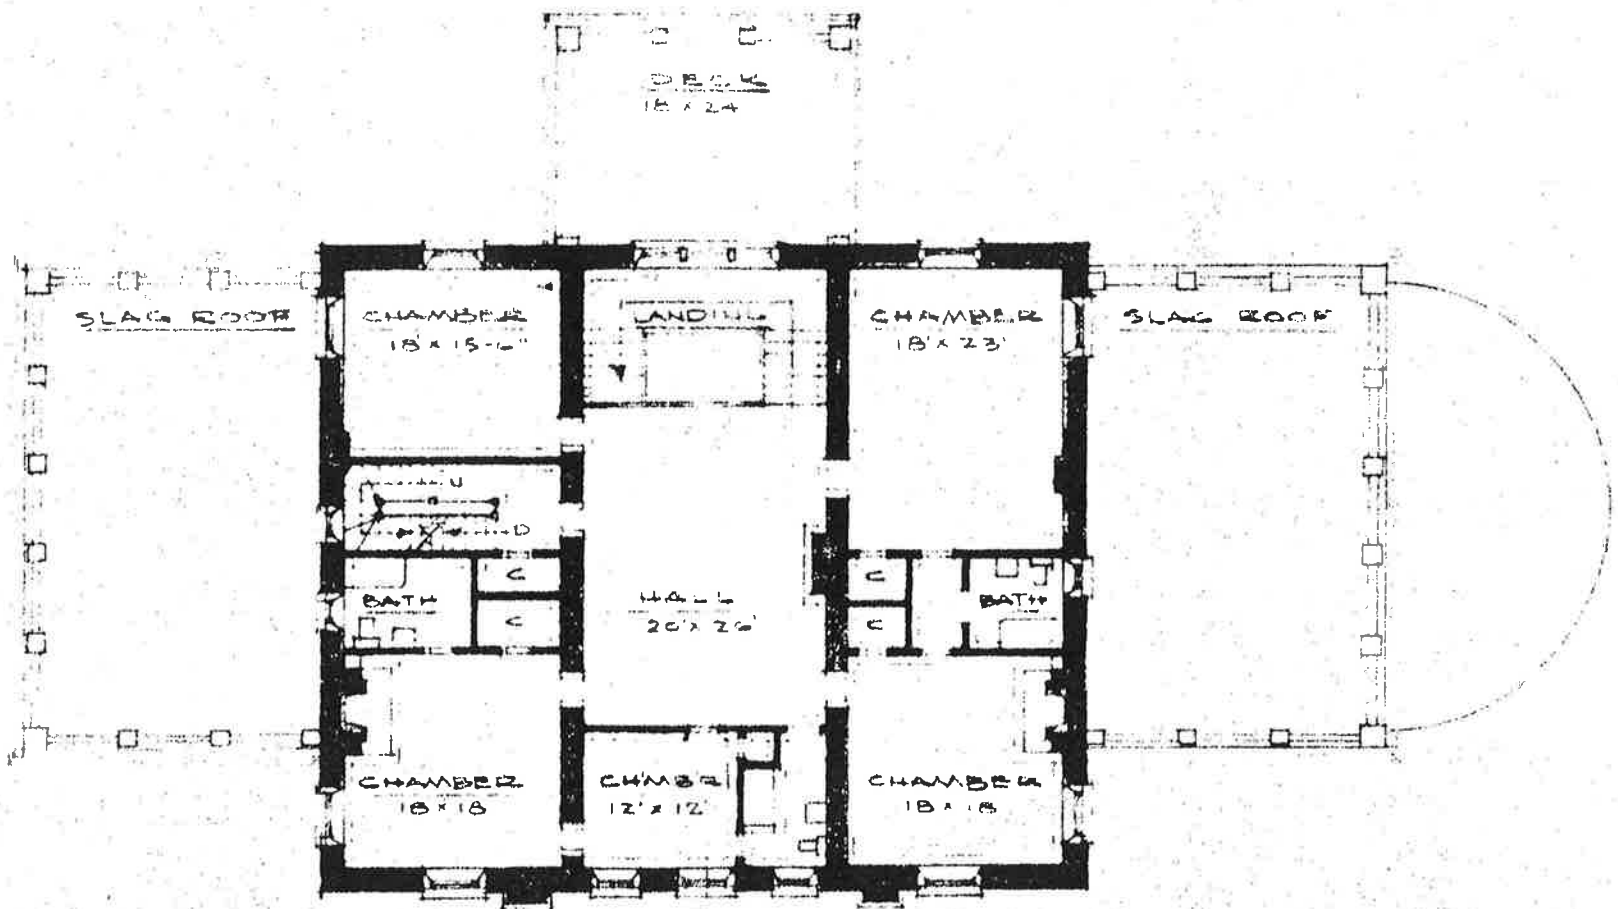 DECK
18 X 24
SLAG ROOF
CHAMBER
18' X 15'-6"
LANDING
CHAMBER
18' X 23'
SLAG ROOF
U
D
C
BATH
C
HALL
20' X 26'
C
BATH
C
CHAMBER
18 X 18
CH'MBR
12' X 12'
CHAMBER
18 X 18